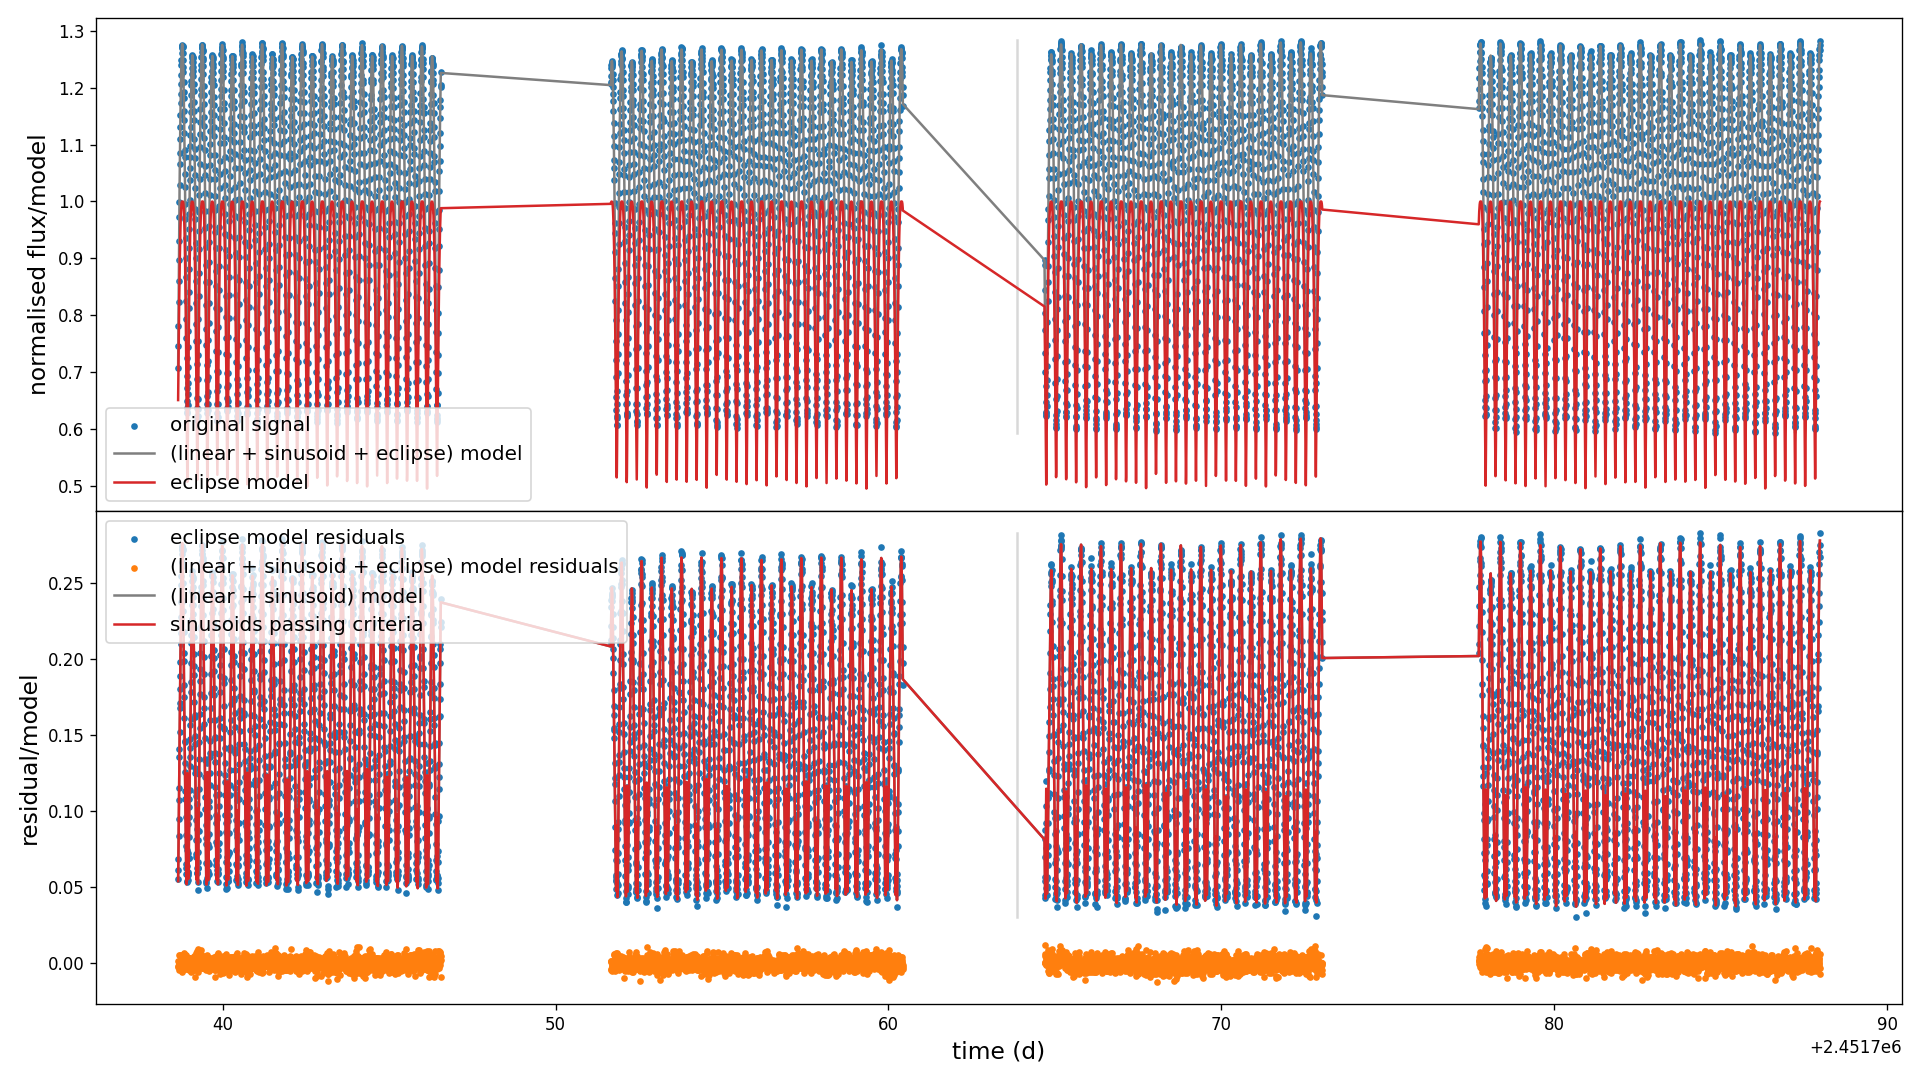 1.3
1.2
1.1
1.0
0.9
0.8
0.7
0.6
0.5
normalised flux/model
original signal
(linear + sinusoid + eclipse) model
eclipse model
eclipse model residuals
(linear + sinusoid + eclipse) model residuals
(linear + sinusoid) model
sinusoids passing criteria
0.25
0.20
0.15
0.10
0.05
0.00
residual/model
40
50
60
70
80
90
time (d)
+2.4517e6